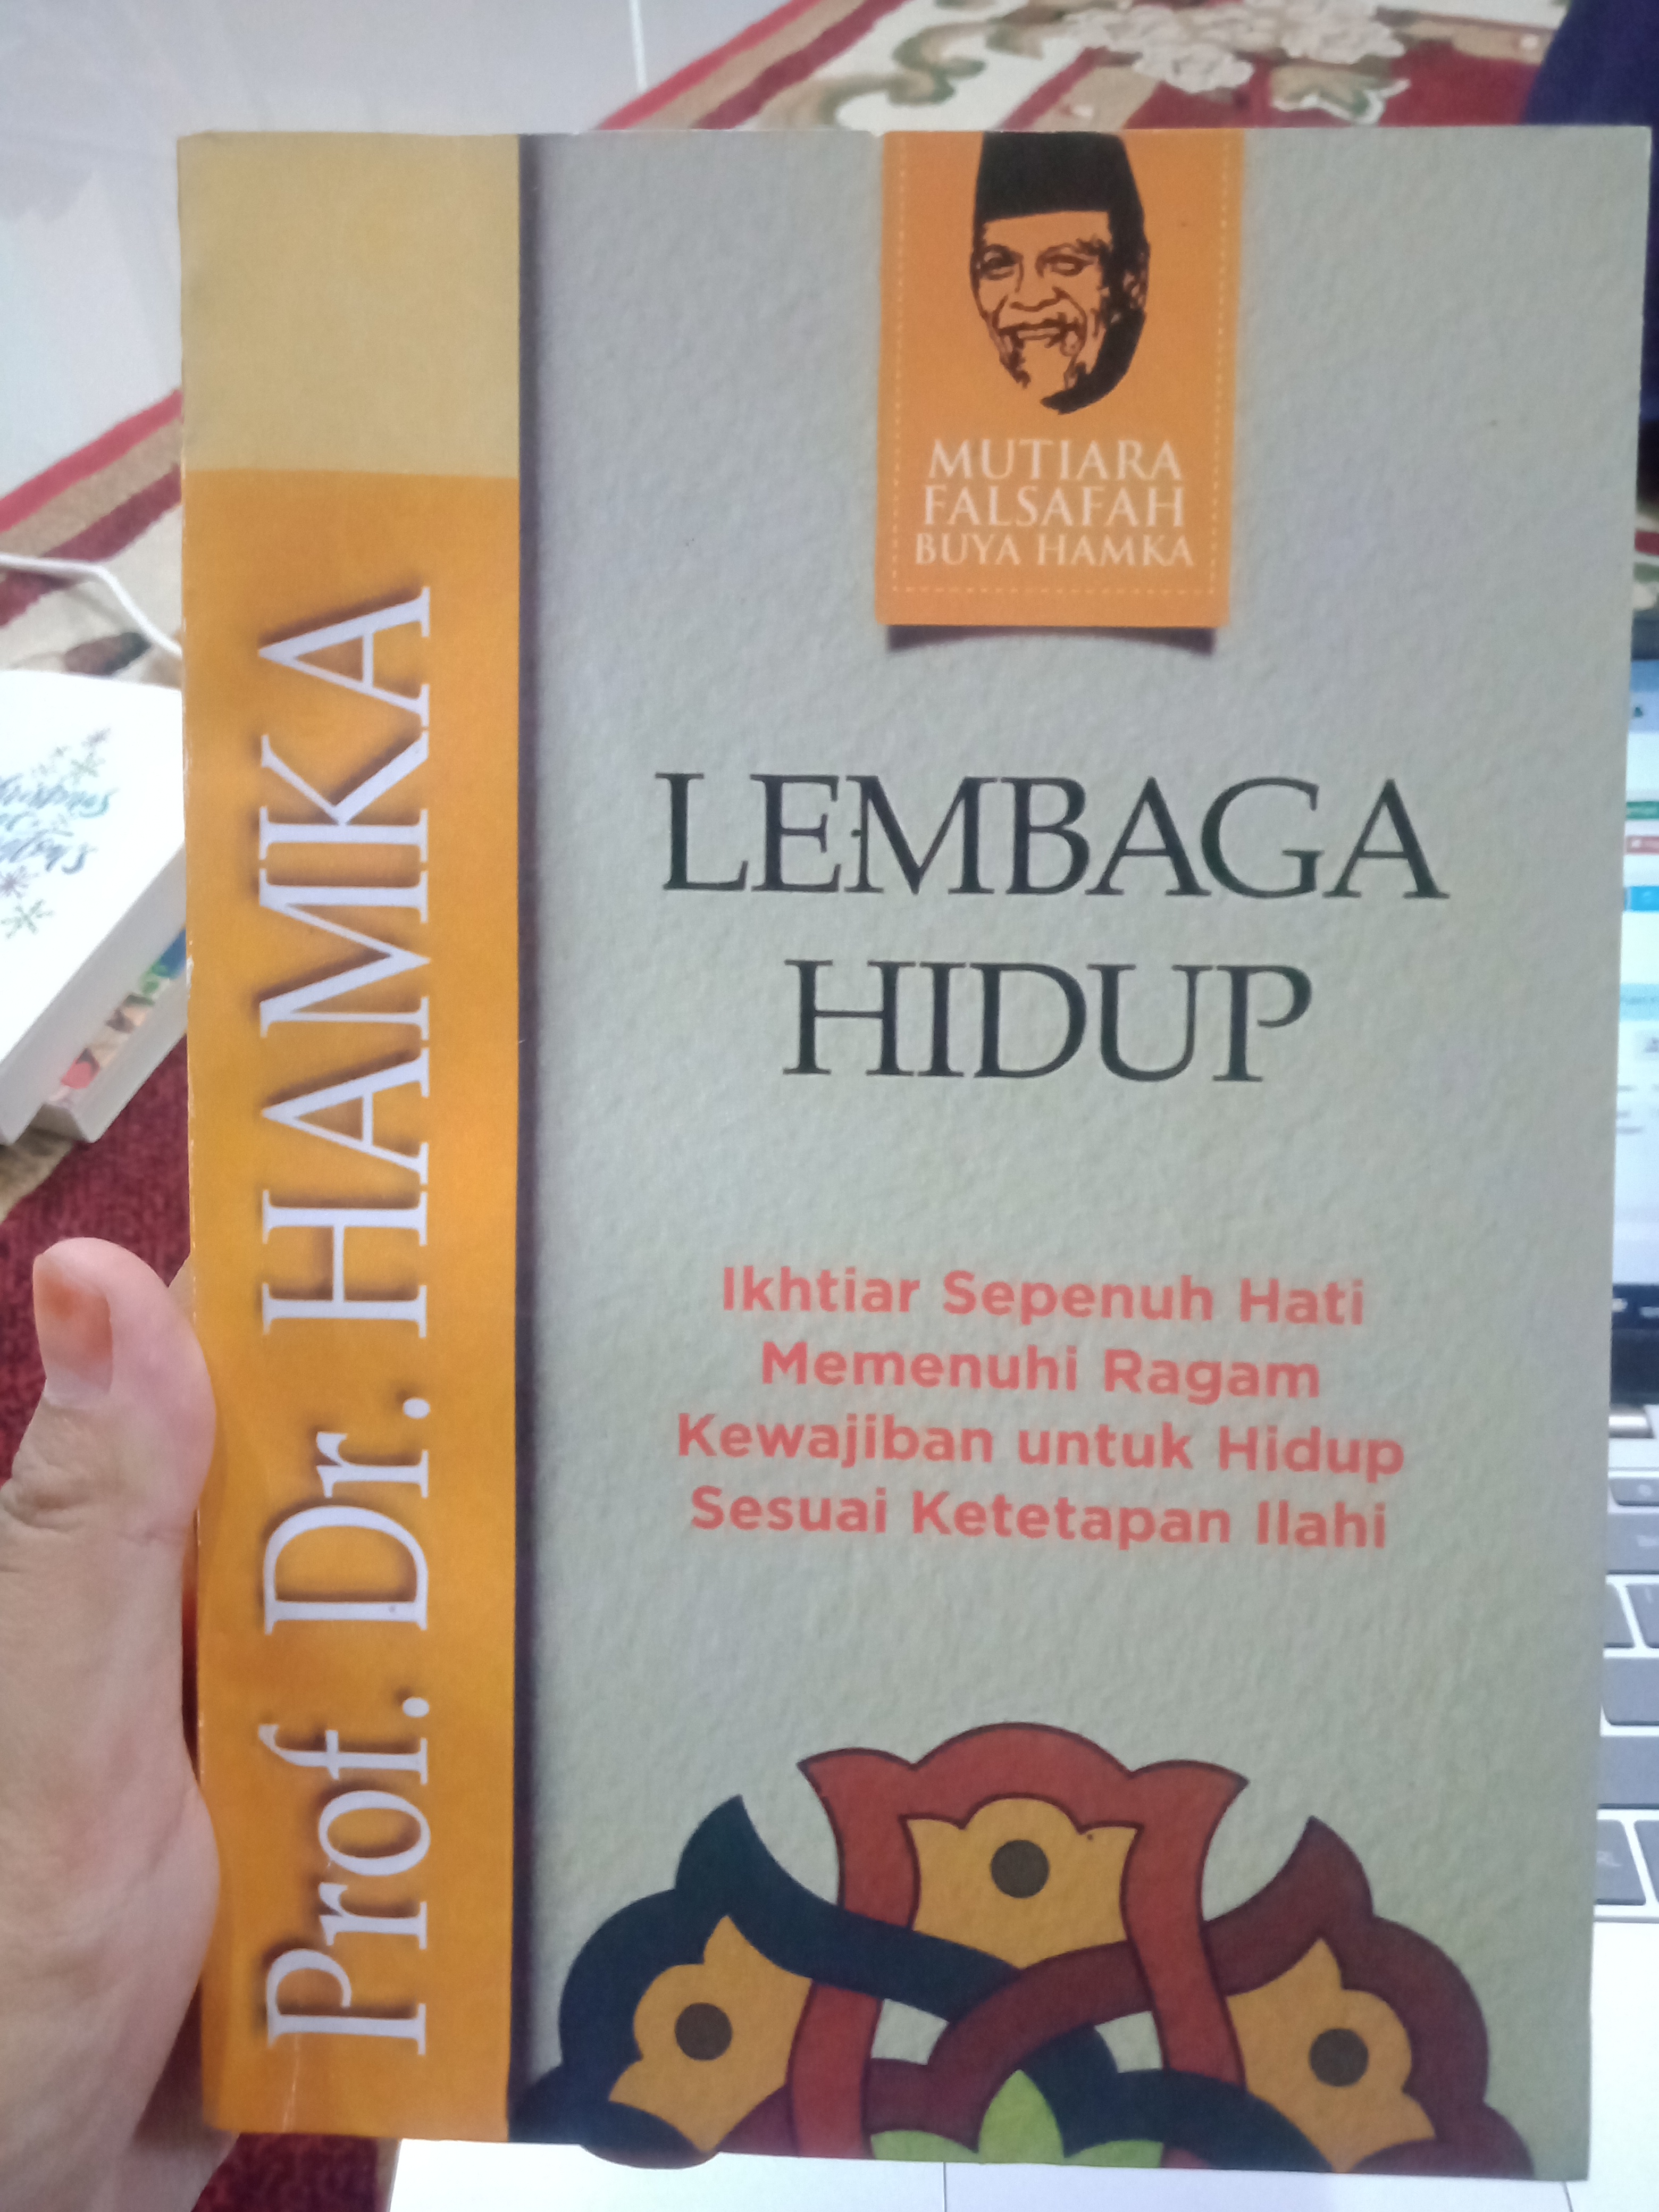 MUTIARA
FALSAFAH
BUYA HAMKA
LEMBAGA
HIDUP
Ikhtiar Sepenuh Hati
Memenuhi Ragam
Kewajiban untuk Hidup
Sesuai Ketetapan Ilahi
Prof. Dr. HAMKA